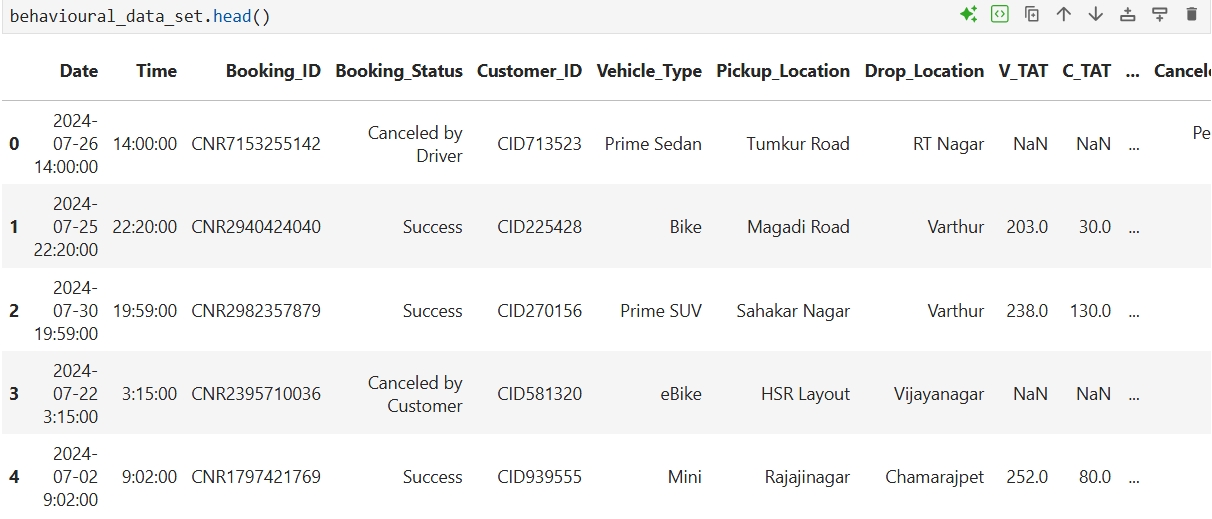 behavioural_data_set.head()
Date Time Booking_ID Booking_Status Customer_ID Vehicle_Type Pickup_Location Drop_Location V_TAT C_TAT ... Cancele
0 2024-07-26 14:00:00 14:00:00 CNR7153255142 Canceled by Driver CID713523 Prime Sedan Tumkur Road RT Nagar NaN NaN ... Pe
1 2024-07-25 22:20:00 22:20:00 CNR2940424040 Success CID225428 Bike Magadi Road Varthur 203.0 30.0 ...
2 2024-07-30 19:59:00 19:59:00 CNR2982357879 Success CID270156 Prime SUV Sahakar Nagar Varthur 238.0 130.0 ...
3 2024-07-22 3:15:00 3:15:00 CNR2395710036 Canceled by Customer CID581320 eBike HSR Layout Vijayanagar NaN NaN ...
4 2024-07-02 9:02:00 9:02:00 CNR1797421769 Success CID939555 Mini Rajajinagar Chamarajpet 252.0 80.0 ...